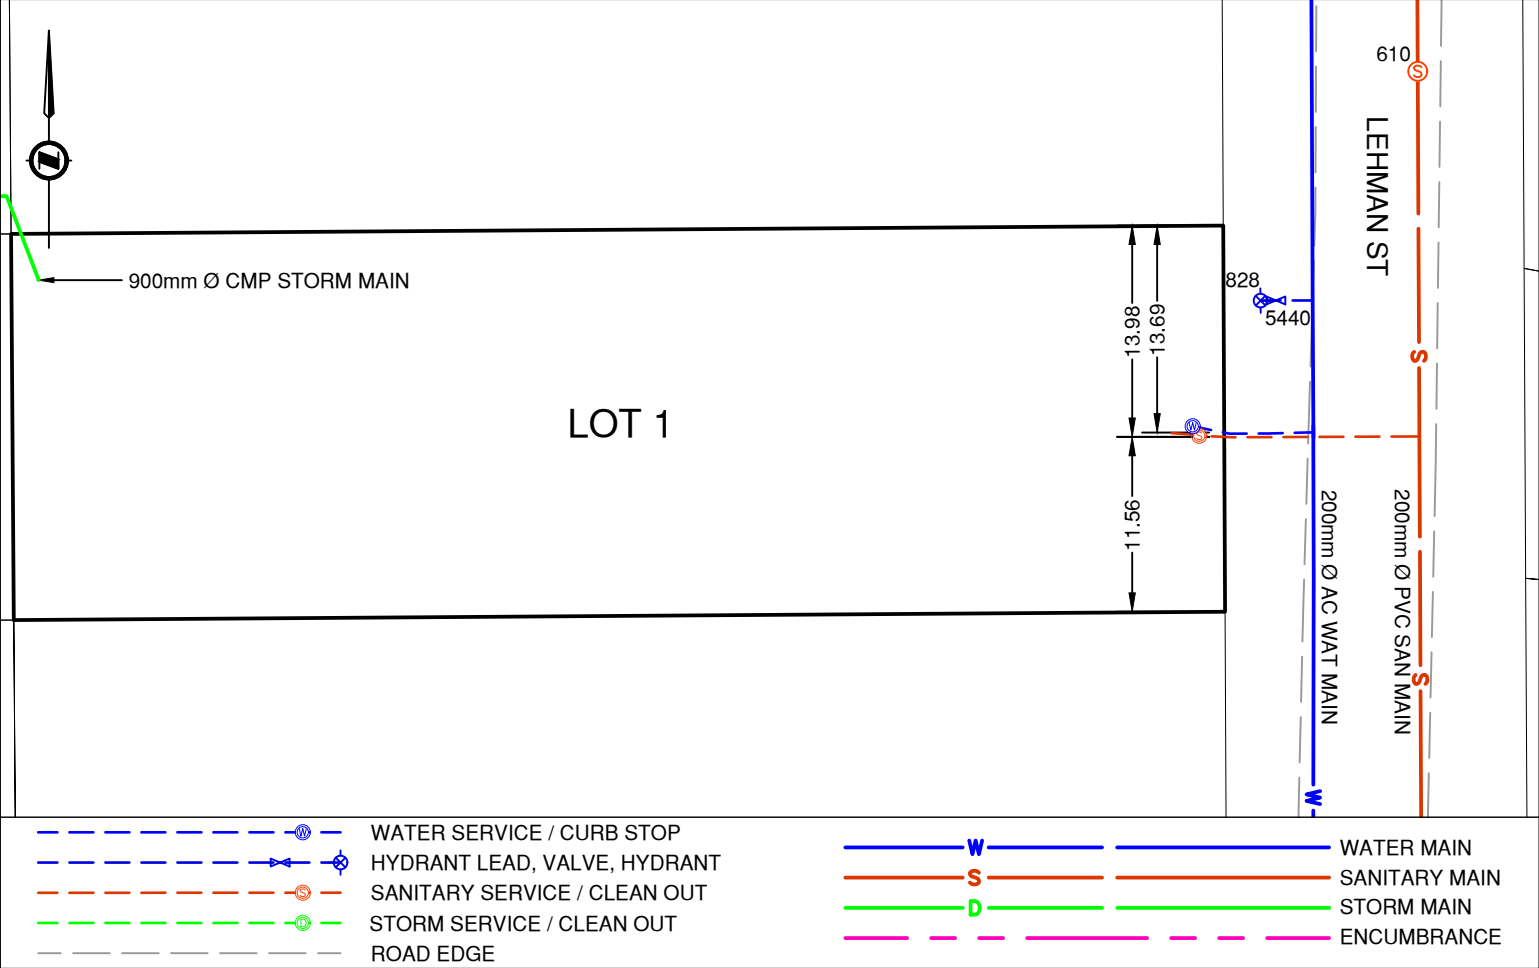 610
S
LEHMAN ST
N
900mm Ø CMP STORM MAIN
828
5440
13.98
13.69
LOT 1
W
S
S
11.56
200mm Ø AC WAT MAIN
200mm Ø PVC SAN MAIN
S
W
W WATER SERVICE / CURB STOP
HYDRANT LEAD, VALVE, HYDRANT
S SANITARY SERVICE / CLEAN OUT
D STORM SERVICE / CLEAN OUT
ROAD EDGE
W WATER MAIN
S SANITARY MAIN
D STORM MAIN
ENCUMBRANCE